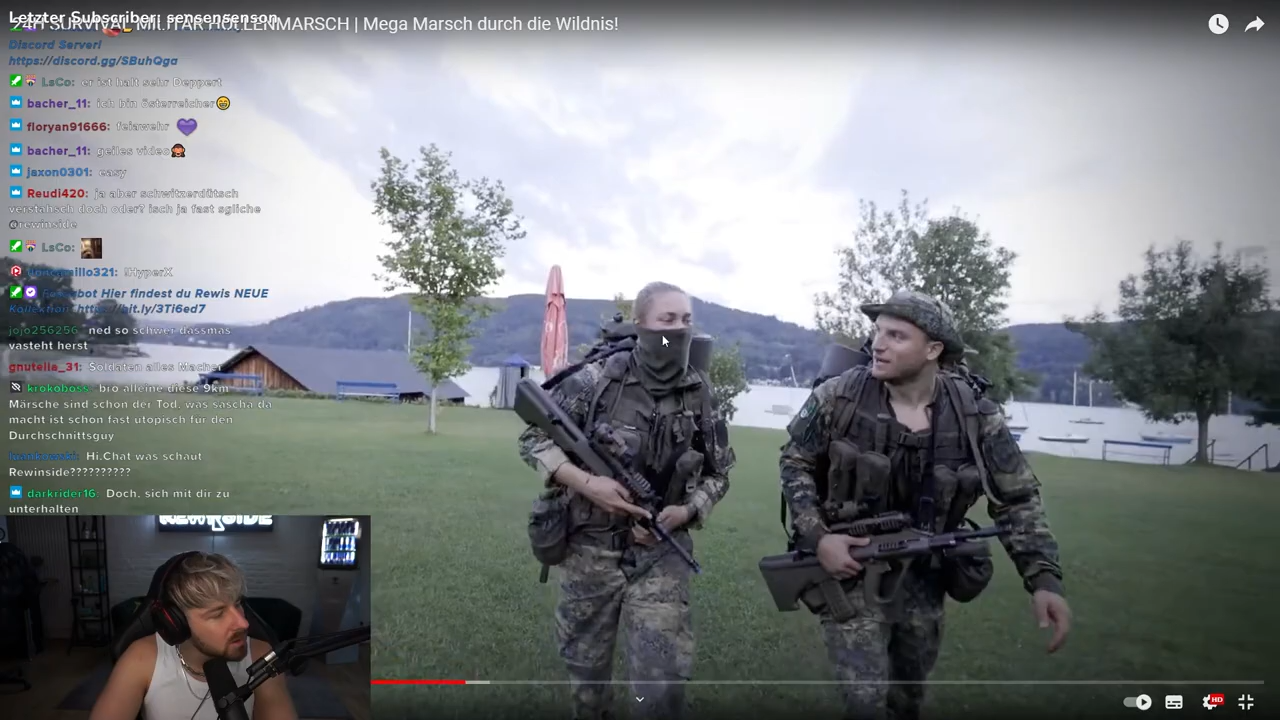 Letzter Subscriber: sensensenson
24H SURVIVAL MILITÄR HÖLLENMARSCH | Mega Marsch durch die Wildnis!
Discord Server!
https://discord.gg/SBuhQga
LsCo: er ist hallt sehr Deppert
bacher_11: ich bin österreicher
floryan91666: feiawehr
bacher_11: geiles video
jaxon0301: easy
Reudi420: ja aber schwitzerdütsch
verstahsch doch oder? isch ja fast sgliche
@rewinside
LsCo:
!HyperX
Hier findest du Rewis NEUE
Kollektion: https://bit.ly/3Ti6ed7
jojo256256: ned so schwer dassmas
vasteht herst
gnutella_31: Soldaten alles Macher
krokoboss: bro alleine diese 9km
Märsche sind schon der Tod. was sascha da
macht ist schon fast utopisch für den
Durchschnittsguy
Hi.Chat was schaut
Rewinside??????????
darkrider16: Doch. sich mit dir zu
unterhalten
REWINSIDE
HD